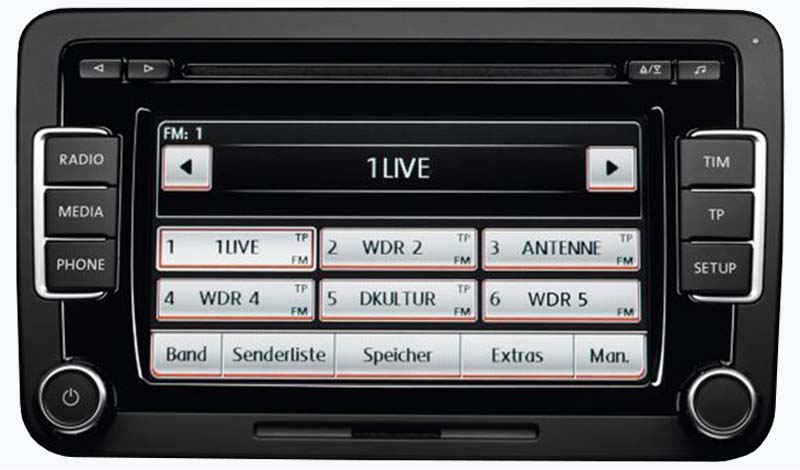 RADIO
MEDIA
PHONE
FM: 1
1LIVE
1 1LIVE TP FM
2 WDR 2 TP FM
3 ANTENNE TP FM
4 WDR 4 TP FM
5 DKULTUR TP FM
6 WDR 5 FM
Band Senderliste Speicher Extras Man.
TIM
TP
SETUP